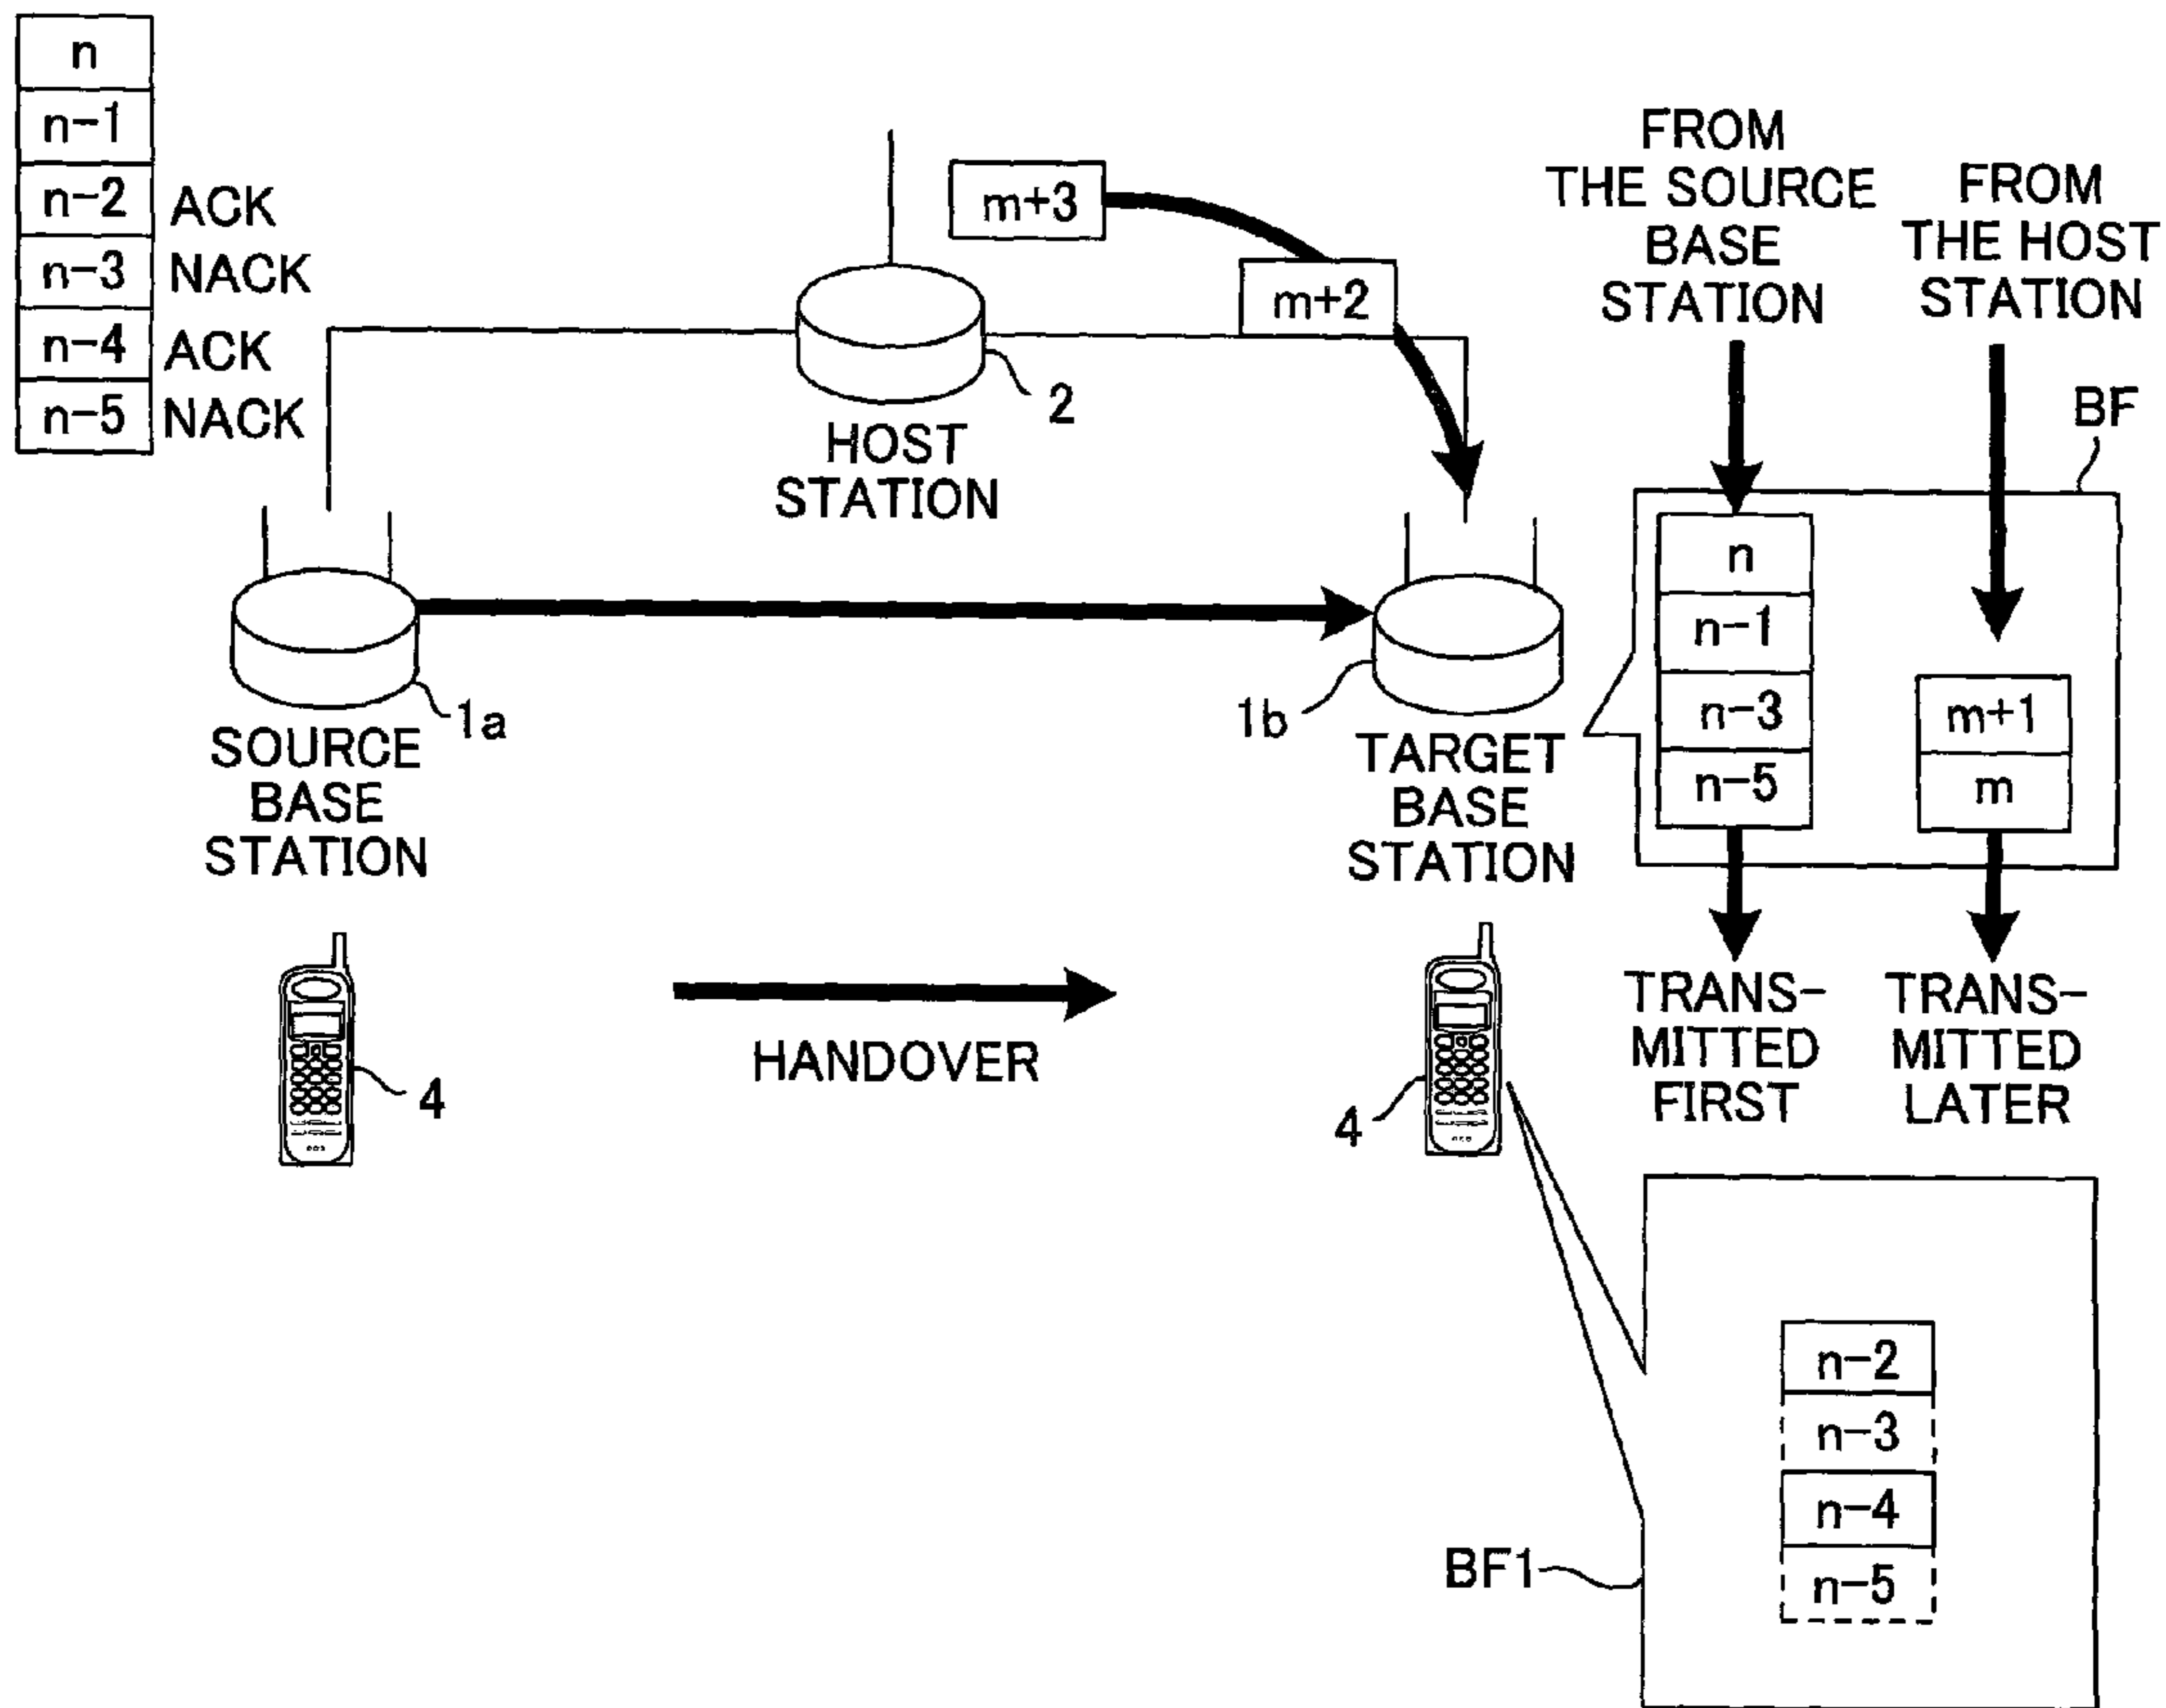 n
n-1
n-2 ACK
n-3 NACK
n-4 ACK
n-5 NACK
m+3
m+2
2
HOST
STATION
FROM
THE SOURCE
BASE
STATION
FROM
THE HOST
STATION
BF
n
n-1
n-3
n-5
m+1
m
1a
SOURCE
BASE
STATION
1b
TARGET
BASE
STATION
TRANS-
MITTED
FIRST
TRANS-
MITTED
LATER
4
HANDOVER
4
n-2
n-3
n-4
n-5
BF1